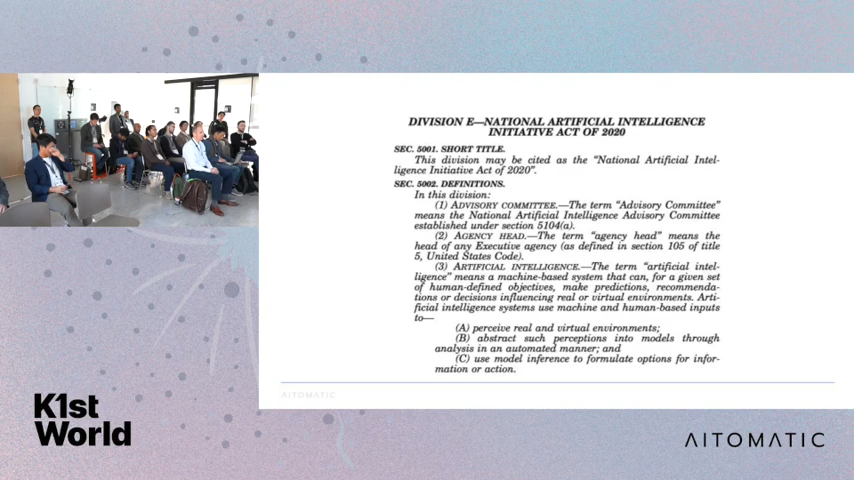 DIVISION E—NATIONAL ARTIFICIAL INTELLIGENCE
INITIATIVE ACT OF 2020
SEC. 5001. SHORT TITLE.
This division may be cited as the “National Artificial Intel-
ligence Initiative Act of 2020”.
SEC. 5002. DEFINITIONS.
In this division:
(1) ADVISORY COMMITTEE.—The term “Advisory Committee”
means the National Artificial Intelligence Advisory Committee
established under section 5104(a).
(2) AGENCY HEAD.—The term “agency head” means the
head of any Executive agency (as defined in section 105 of title
5, United States Code).
(3) ARTIFICIAL INTELLIGENCE.—The term “artificial intel-
ligence” means a machine-based system that can, for a given set
of human-defined objectives, make predictions, recommenda-
tions or decisions influencing real or virtual environments. Arti-
ficial intelligence systems use machine and human-based inputs
to—
(A) perceive real and virtual environments;
(B) abstract such perceptions into models through
analysis in an automated manner; and
(C) use model inference to formulate options for infor-
mation or action.
AITOMATIC
K1st
World
AITOMATIC